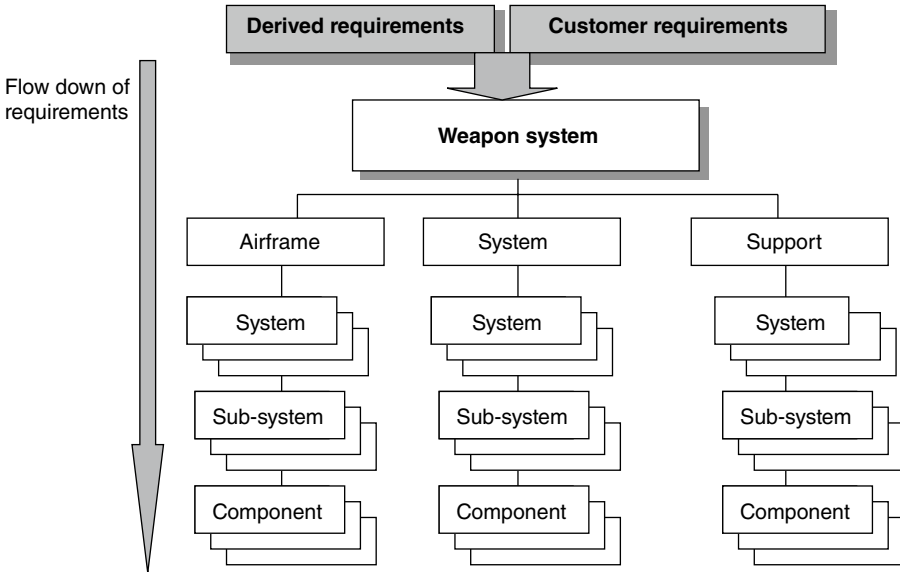 Derived requirements
Customer requirements
Flow down of
requirements
Weapon system
Airframe
System
Support
System
System
System
Sub-system
Sub-system
Sub-system
Component
Component
Component